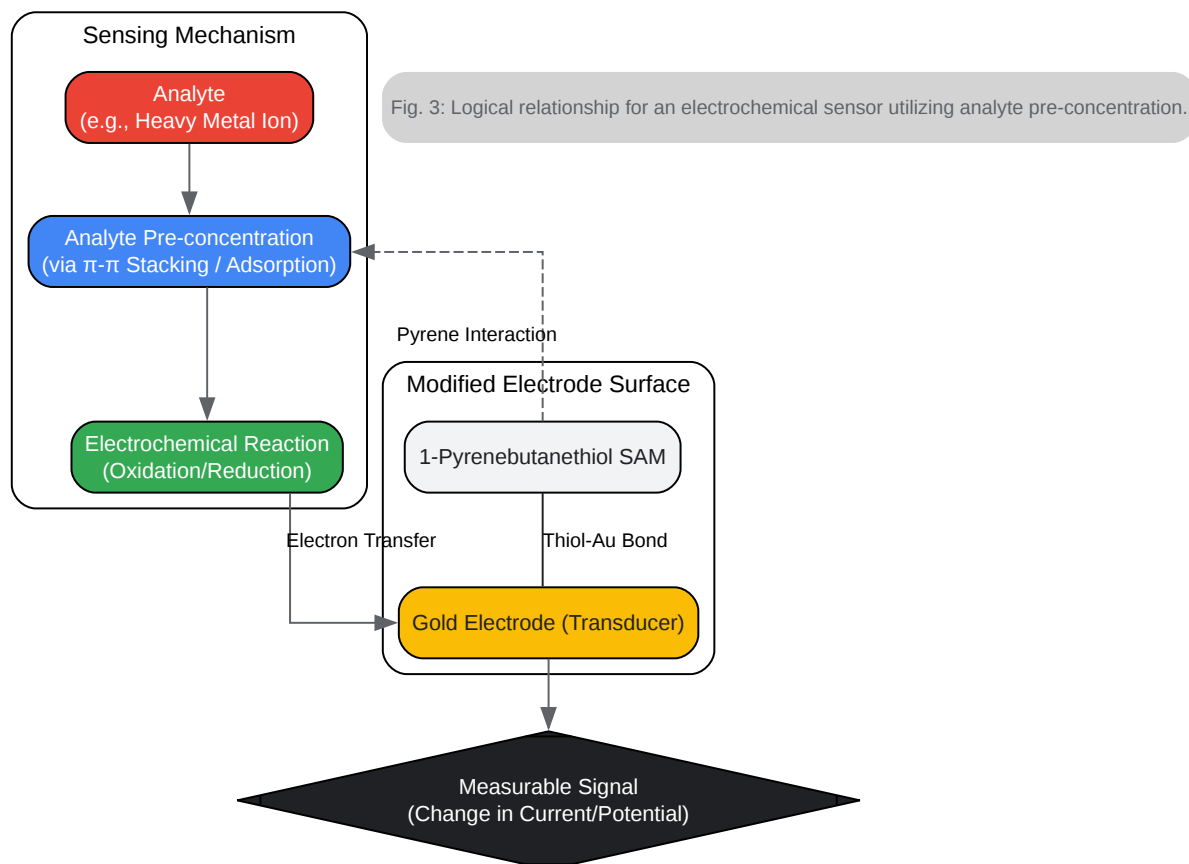 Sensing Mechanism
Analyte
(e.g., Heavy Metal Ion)
Fig. 3: Logical relationship for an electrochemical sensor utilizing analyte pre-concentration.
Analyte Pre-concentration
(via π-π Stacking / Adsorption)
Pyrene Interaction
Modified Electrode Surface
Electrochemical Reaction
(Oxidation/Reduction)
1-Pyrenebutanethiol SAM
Electron Transfer
Thiol-Au Bond
Gold Electrode (Transducer)
Measurable Signal
(Change in Current/Potential)